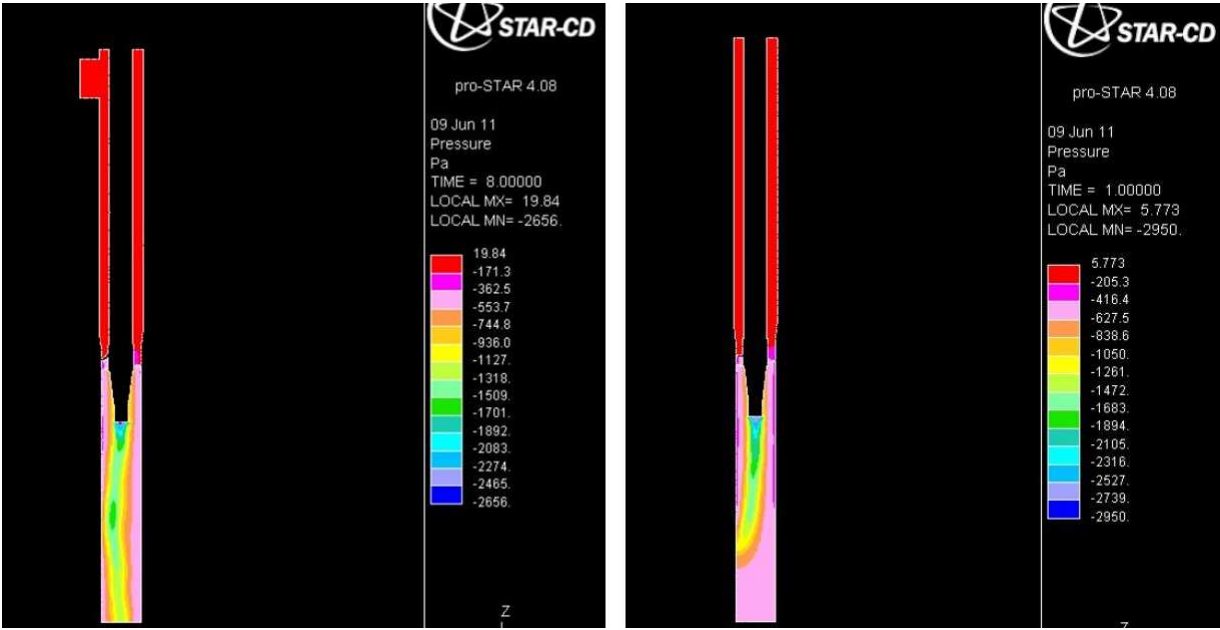 STAR-CD
pro-STAR 4.08
09 Jun 11
Pressure
Pa
TIME = 8.00000
LOCAL MX= 19.84
LOCAL MN= -2656.
19.84
-171.3
-362.5
-553.7
-744.8
-936.0
-1127.
-1318.
-1509.
-1701.
-1892.
-2083.
-2274.
-2465.
-2656.
Z
STAR-CD
pro-STAR 4.08
09 Jun 11
Pressure
Pa
TIME = 1.00000
LOCAL MX= 5.773
LOCAL MN= -2950.
5.773
-205.3
-416.4
-627.5
-838.6
-1050.
-1261.
-1472.
-1683.
-1894.
-2105.
-2316.
-2527.
-2739.
-2950.
Z